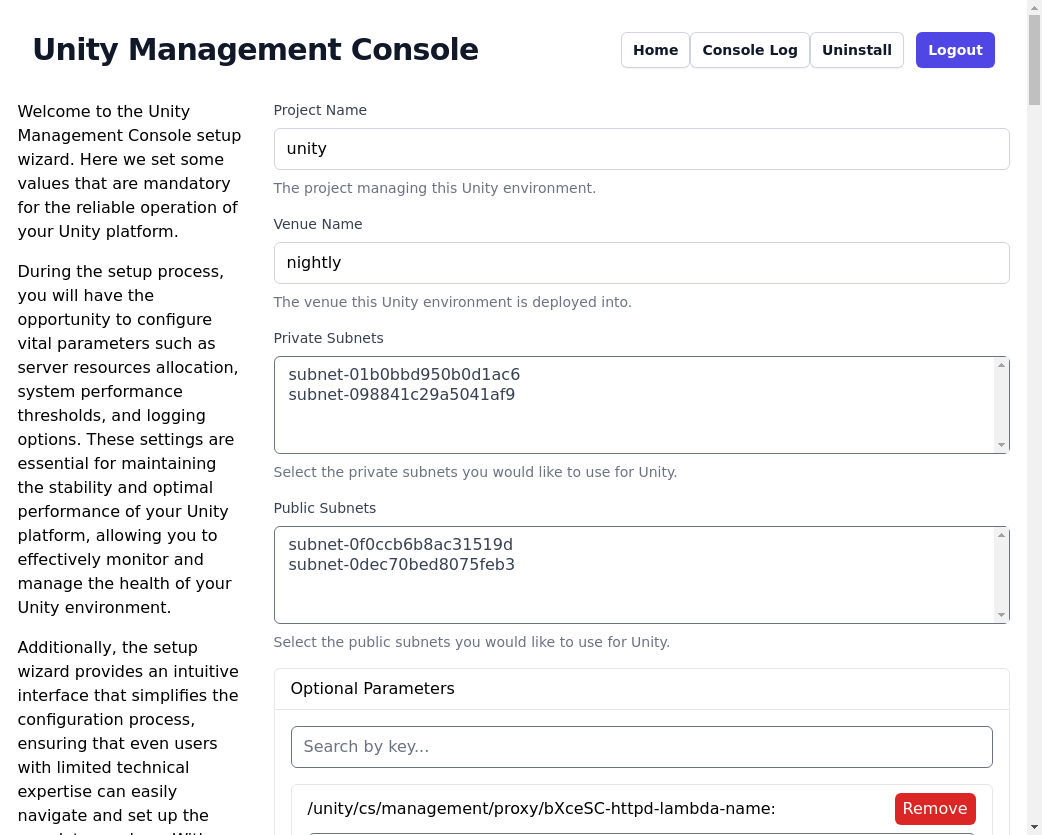 Unity Management Console
Home
Console Log
Uninstall
Logout
Welcome to the Unity
Management Console setup
wizard. Here we set some
values that are mandatory
for the reliable operation of
your Unity platform.
During the setup process,
you will have the
opportunity to configure
vital parameters such as
server resources allocation,
system performance
thresholds, and logging
options. These settings are
essential for maintaining
the stability and optimal
performance of your Unity
platform, allowing you to
effectively monitor and
manage the health of your
Unity environment.
Additionally, the setup
wizard provides an intuitive
interface that simplifies the
configuration process,
ensuring that even users
with limited technical
expertise can easily
navigate and set up the
Project Name
unity
The project managing this Unity environment.
Venue Name
nightly
The venue this Unity environment is deployed into.
Private Subnets
subnet-01b0bbd950b0d1ac6
subnet-098841c29a5041af9
Select the private subnets you would like to use for Unity.
Public Subnets
subnet-0f0ccb6b8ac31519d
subnet-0dec70bed8075feb3
Select the public subnets you would like to use for Unity.
Optional Parameters
Search by key...
/unity/cs/management/proxy/bXceSC-httpd-lambda-name:
Remove